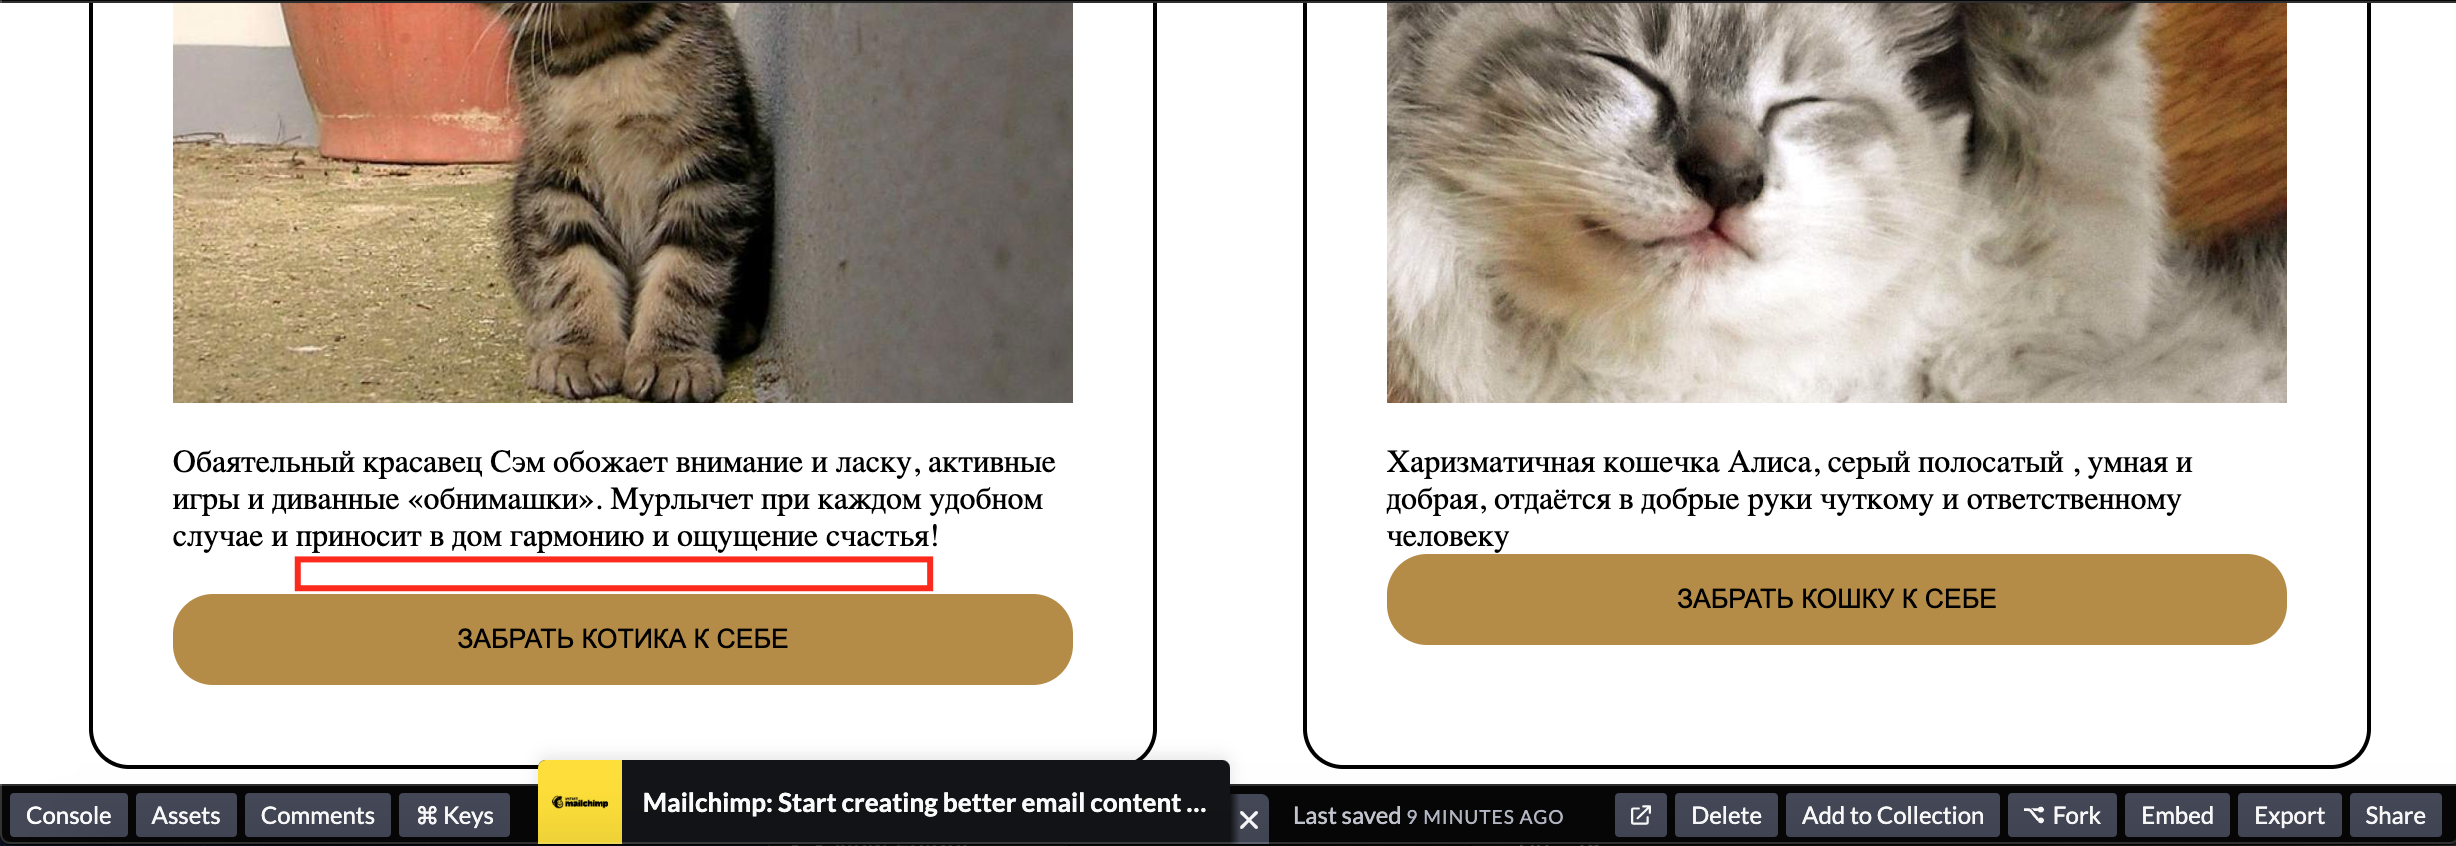 Обаятельный красавец Сэм обожает внимание и ласку, активные
игры и диванные «обнимашки». Мурлычет при каждом удобном
случае и приносит в дом гармонию и ощущение счастья!
ЗАБРАТЬ КОТИКА К СЕБЕ
Харизматичная кошечка Алиса, серый полосатый , умная и
добрая, отдаётся в добрые руки чуткому и ответственному
человеку
ЗАБРАТЬ КОШКУ К СЕБЕ
Console
Assets
Comments
⌘ Keys
mailchimp
Mailchimp: Start creating better email content ...
Last saved 9 MINUTES AGO
Delete
Add to Collection
Fork
Embed
Export
Share